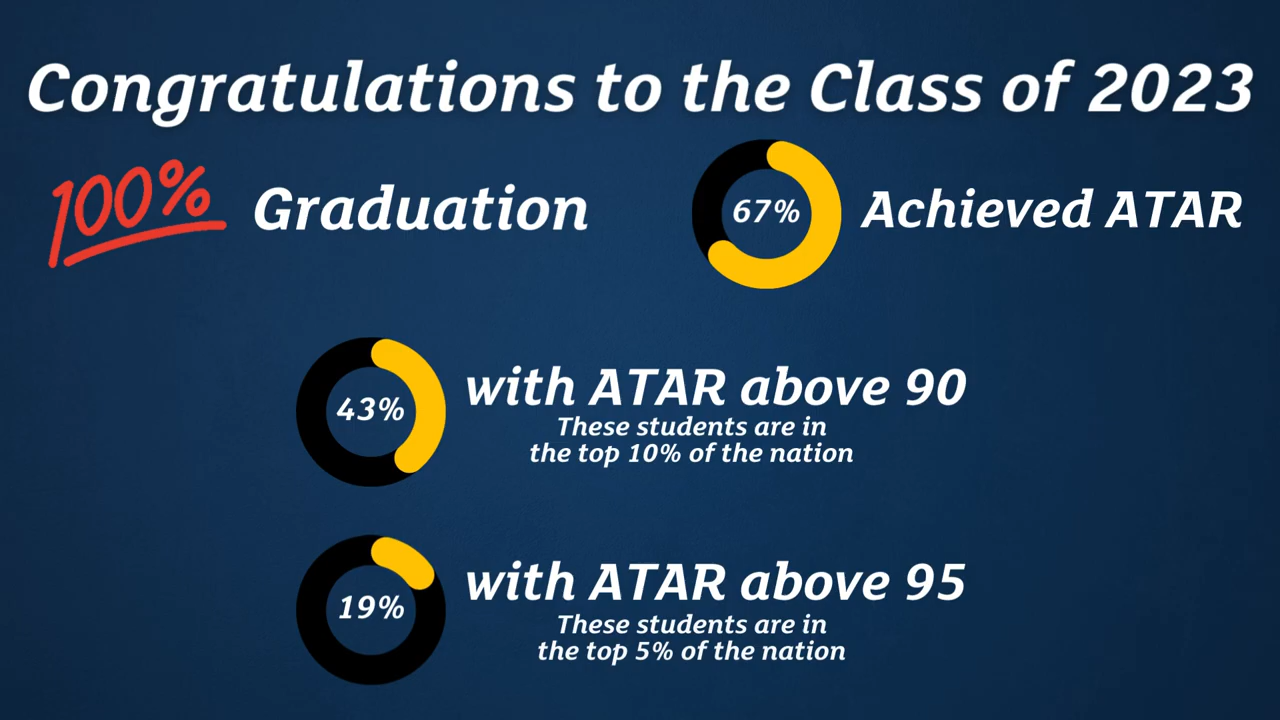 Congratulations to the Class of 2023
100% Graduation
67% Achieved ATAR
43% with ATAR above 90
These students are in
the top 10% of the nation
19% with ATAR above 95
These students are in
the top 5% of the nation